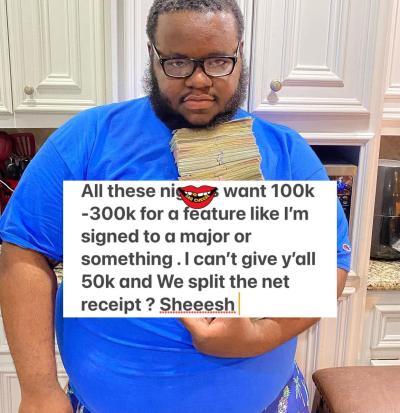 All these ni s want 100k
-300k for a feature like I’m
signed to a major or
something . I can’t give y’all
50k and We split the net
receipt ? Sheeesh